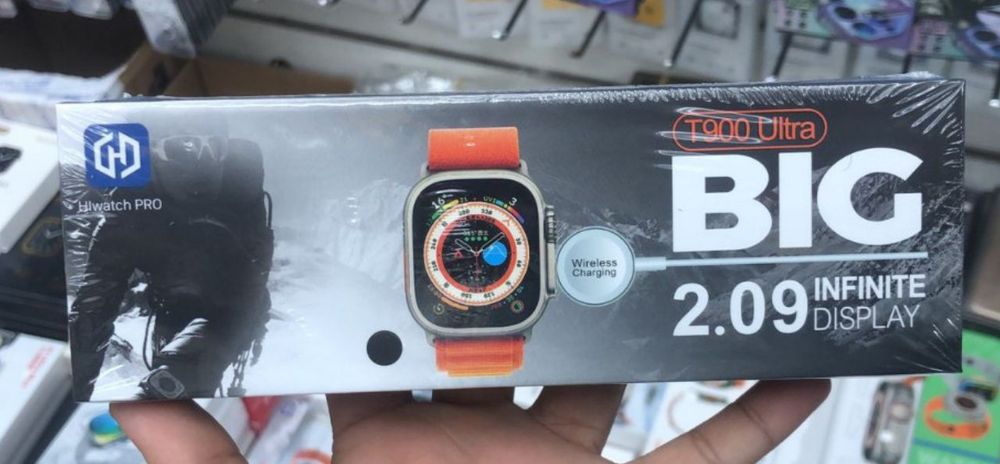 HIwatch PRO
T900 Ultra
BIG
Wireless
Charging
2.09 INFINITE
DISPLAY